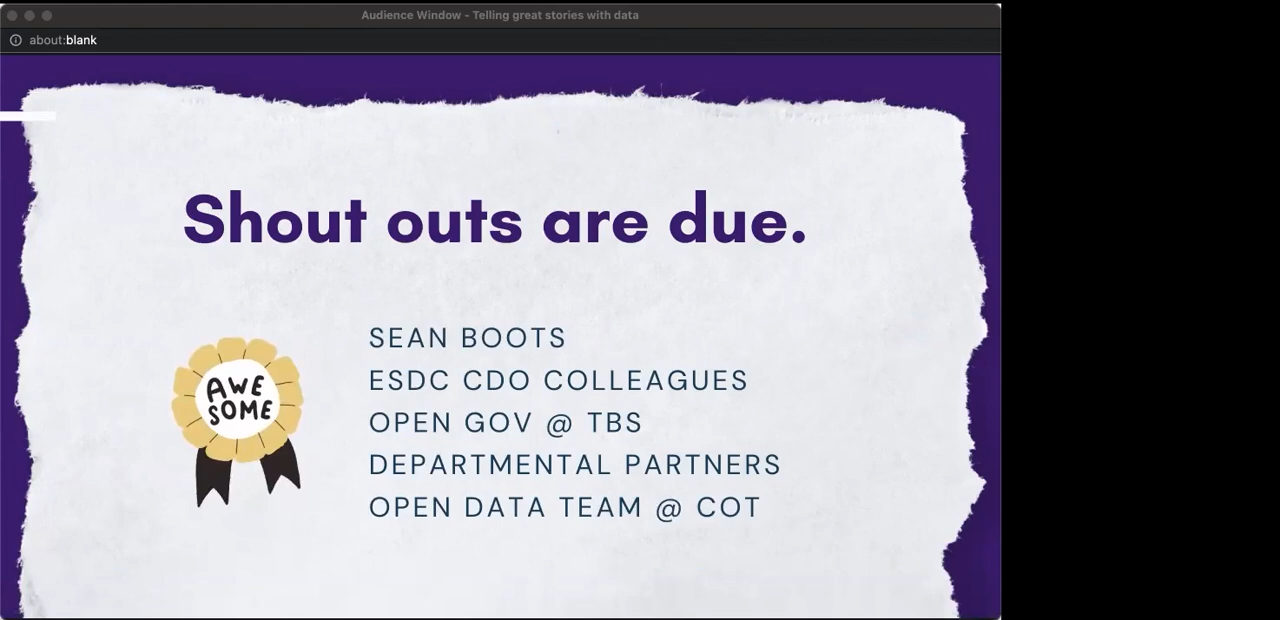 Audience Window - Telling great stories with data
about:blank
Shout outs are due.
AWE
SOME
SEAN BOOTS
ESDC CDO COLLEAGUES
OPEN GOV @ TBS
DEPARTMENTAL PARTNERS
OPEN DATA TEAM @ COT